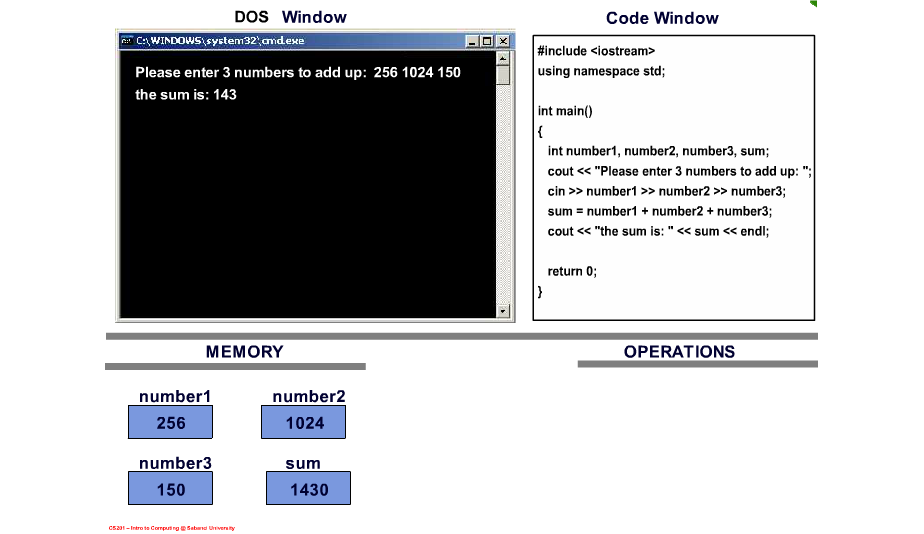 DOS Window
C:\WINDOWS\system32\cmd.exe
Please enter 3 numbers to add up: 256 1024 150
the sum is: 143
Code Window
#include <iostream>
using namespace std;
int main()
{
int number1, number2, number3, sum;
cout << "Please enter 3 numbers to add up: ";
cin >> number1 >> number2 >> number3;
sum = number1 + number2 + number3;
cout << "the sum is: " << sum << endl;
return 0;
}
MEMORY
OPERATIONS
number1 number2
256 1024
number3 sum
150 1430
CS201 – Intro to Computing @ Sabanci University